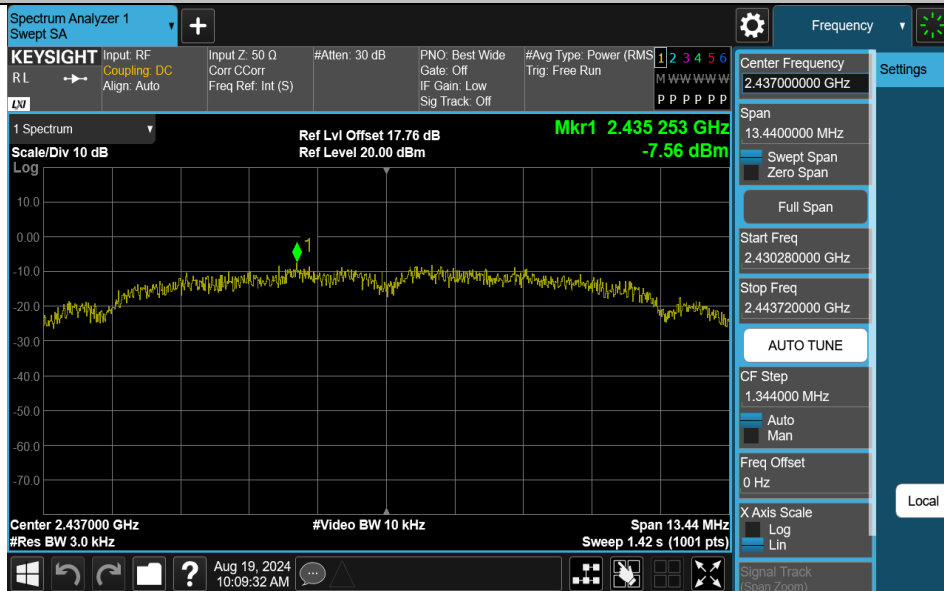 Spectrum Analyzer 1
Swept SA
+
Frequency
KEYSIGHT
RL
LXI
Input: RF
Coupling: DC
Align: Auto
Input Z: 50 Ω
Corr CCorr
Freq Ref: Int (S)
#Atten: 30 dB
PNO: Best Wide
Gate: Off
IF Gain: Low
Sig Track: Off
#Avg Type: Power (RMS
Trig: Free Run
1 2 3 4 5 6
M W W W W W
P P P P P P
1 Spectrum
Scale/Div 10 dB
Log
Ref Lvl Offset 17.76 dB
Ref Level 20.00 dBm
Mkr1 2.435 253 GHz
-7.56 dBm
10.0
0.00
-10.0
-20.0
-30.0
-40.0
-50.0
-60.0
-70.0
1
Center 2.437000 GHz
#Res BW 3.0 kHz
#Video BW 10 kHz
Span 13.44 MHz
Sweep 1.42 s (1001 pts)
Center Frequency
2.437000000 GHz
Span
13.4400000 MHz
Swept Span
Zero Span
Full Span
Start Freq
2.430280000 GHz
Stop Freq
2.443720000 GHz
AUTO TUNE
CF Step
1.344000 MHz
Auto
Man
Freq Offset
0 Hz
X Axis Scale
Log
Lin
Signal Track
(Span Zoom)
Settings
Local
?
Aug 19, 2024
10:09:32 AM